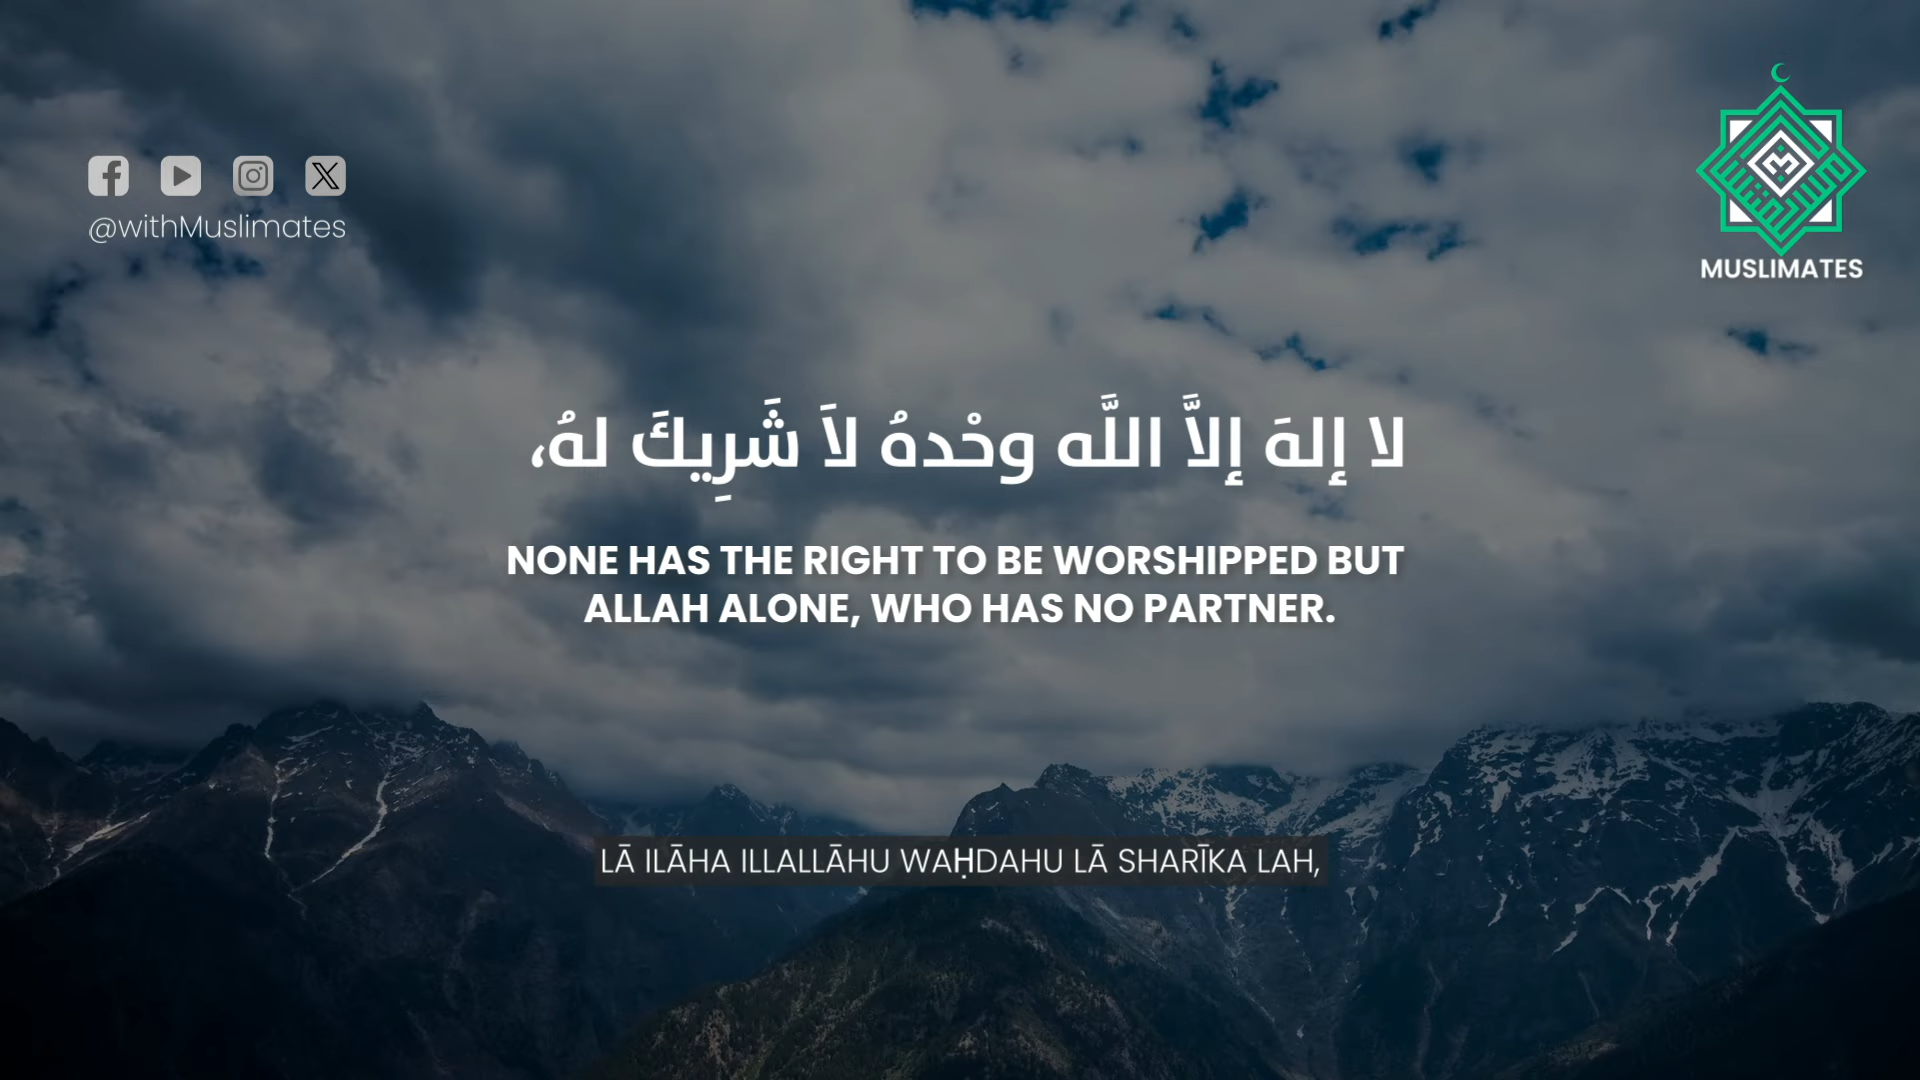 @withMuslimates
MUSLIMATES
لا إلهَ إلاَّ اللَّه وحْدهُ لاَ شَرِيكَ لهُ،
NONE HAS THE RIGHT TO BE WORSHIPPED BUT
ALLAH ALONE, WHO HAS NO PARTNER.
LĀ ILĀHA ILLALLĀHU WAḤDAHU LĀ SHARĪKA LAH,